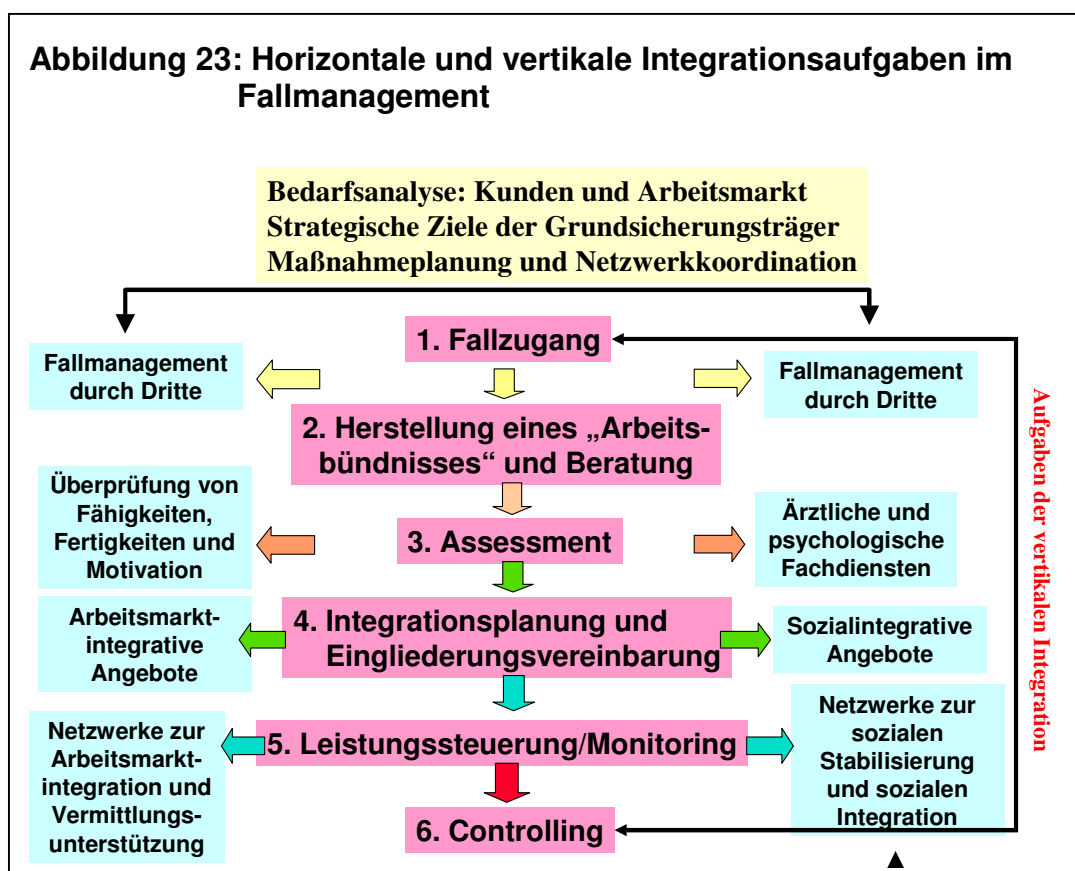 Abbildung 23: Horizontale und vertikale Integrationsaufgaben im
Fallmanagement
Bedarfsanalyse: Kunden und Arbeitsmarkt
Strategische Ziele der Grundsicherungsträger
Maßnahmeplanung und Netzwerkkoordination
1. Fallzugang
Fallmanagement
durch Dritte
Fallmanagement
durch Dritte
2. Herstellung eines „Arbeits-
bündnisses“ und Beratung
Überprüfung von
Fähigkeiten,
Fertigkeiten und
Motivation
3. Assessment
Ärztliche und
psychologische
Fachdiensten
Arbeitsmarkt-
integrative
Angebote
4. Integrationsplanung und
Eingliederungsvereinbarung
Sozialintegrative
Angebote
Netzwerke zur
Arbeitsmarkt-
integration und
Vermittlungs-
unterstützung
5. Leistungssteuerung/Monitoring
Netzwerke zur
sozialen
Stabilisierung
und sozialen
Integration
6. Controlling
Aufgaben der vertikalen Integration